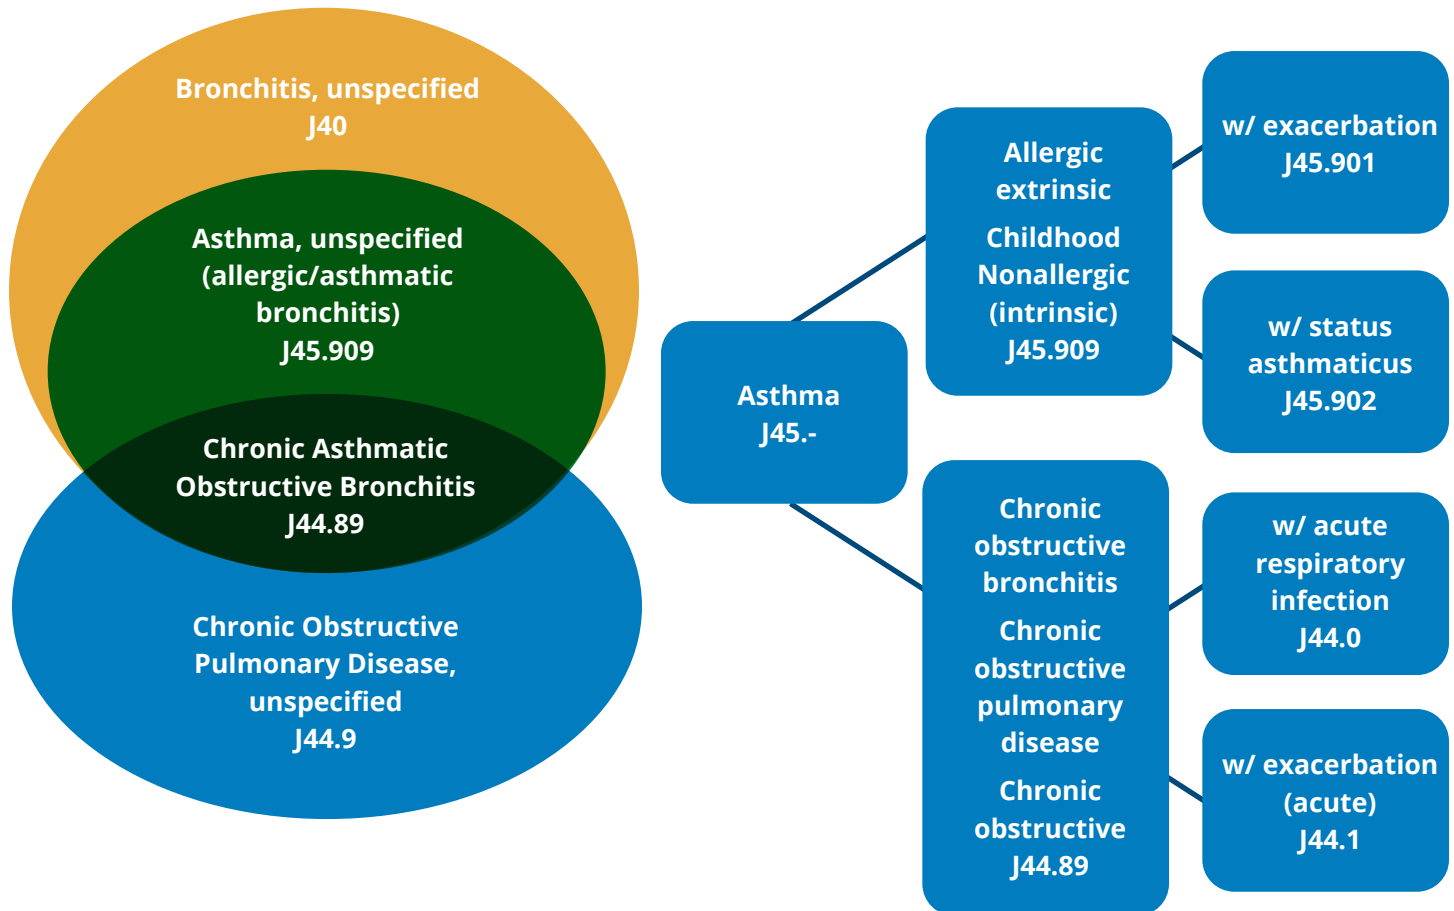 Bronchitis, unspecified
J40
Asthma, unspecified
(allergic/asthmatic
bronchitis)
J45.909
Chronic Asthmatic
Obstructive Bronchitis
J44.89
Chronic Obstructive
Pulmonary Disease,
unspecified
J44.9
Asthma
J45.-
Allergic
extrinsic
Childhood
Nonallergic
(intrinsic)
J45.909
w/ exacerbation
J45.901
w/ status
asthmaticus
J45.902
Chronic
obstructive
bronchitis
Chronic
obstructive
pulmonary
disease
Chronic
obstructive
J44.89
w/ acute
respiratory
infection
J44.0
w/ exacerbation
(acute)
J44.1